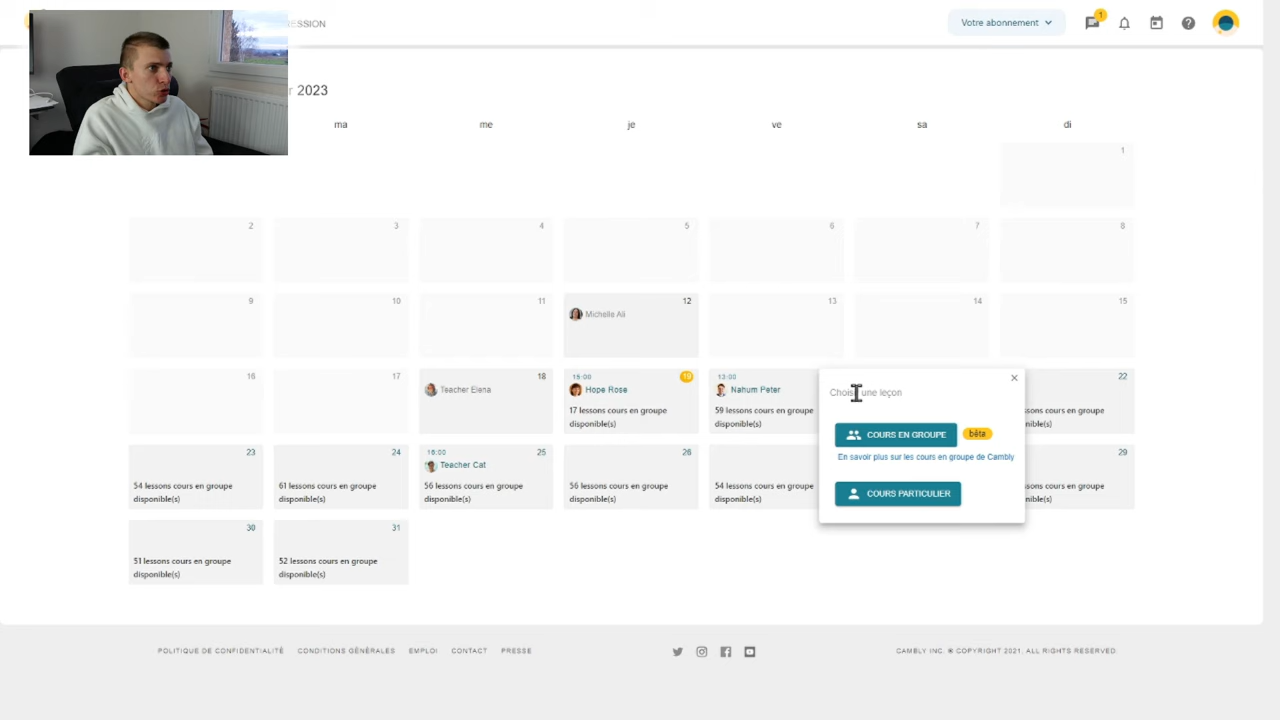 ESSION
Votre abonnement
1
r 2023
ma
me
je
ve
sa
di
1
2
3
4
5
6
7
8
9
10
11
12
Michelle Ali
13
14
15
16
17
18
Teacher Elena
15:00
19
Hope Rose
17 lessons cours en groupe
disponible(s)
13:00
Nahum Peter
59 lessons cours en groupe
disponible(s)
Choisir une leçon
COURS EN GROUPE
bêta
En savoir plus sur les cours en groupe de Cambly
COURS PARTICULIER
22
ssons cours en groupe
disponible(s)
23
54 lessons cours en groupe
disponible(s)
24
61 lessons cours en groupe
disponible(s)
16:00
25
Teacher Cat
56 lessons cours en groupe
disponible(s)
26
56 lessons cours en groupe
disponible(s)
54 lessons cours en groupe
disponible(s)
29
ssons cours en groupe
disponible(s)
30
51 lessons cours en groupe
disponible(s)
31
52 lessons cours en groupe
disponible(s)
POLITIQUE DE CONFIDENTIALITÉ
CONDITIONS GÉNÉRALES
EMPLOI
CONTACT
PRESSE
CAMBLY INC. © COPYRIGHT 2021, ALL RIGHTS RESERVED.